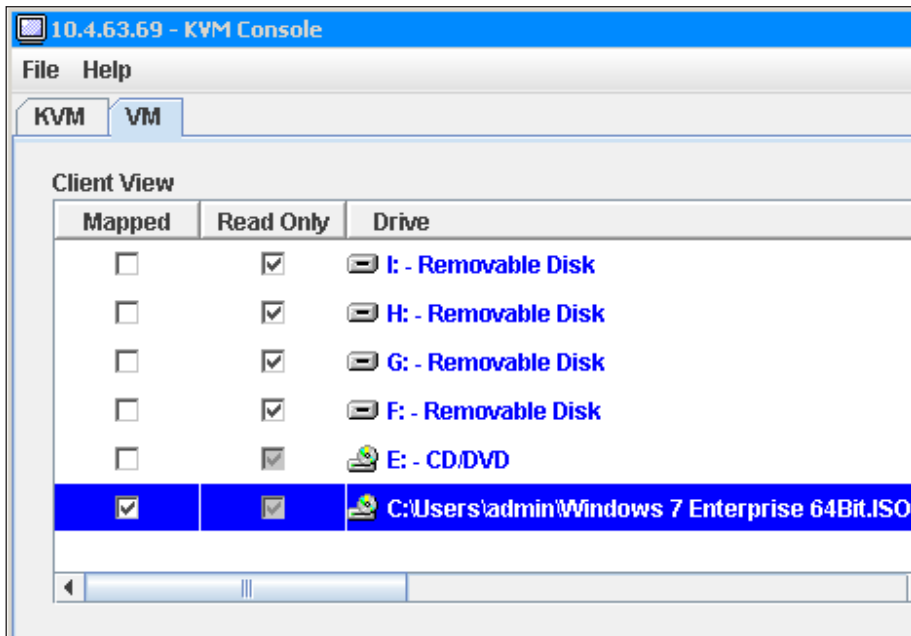 10.4.63.69 - KVM Console
File Help
KVM VM
Client View
Mapped Read Only Drive
I: - Removable Disk
H: - Removable Disk
G: - Removable Disk
F: - Removable Disk
E: - CD/DVD
C:\Users\admin\Windows 7 Enterprise 64Bit.ISO